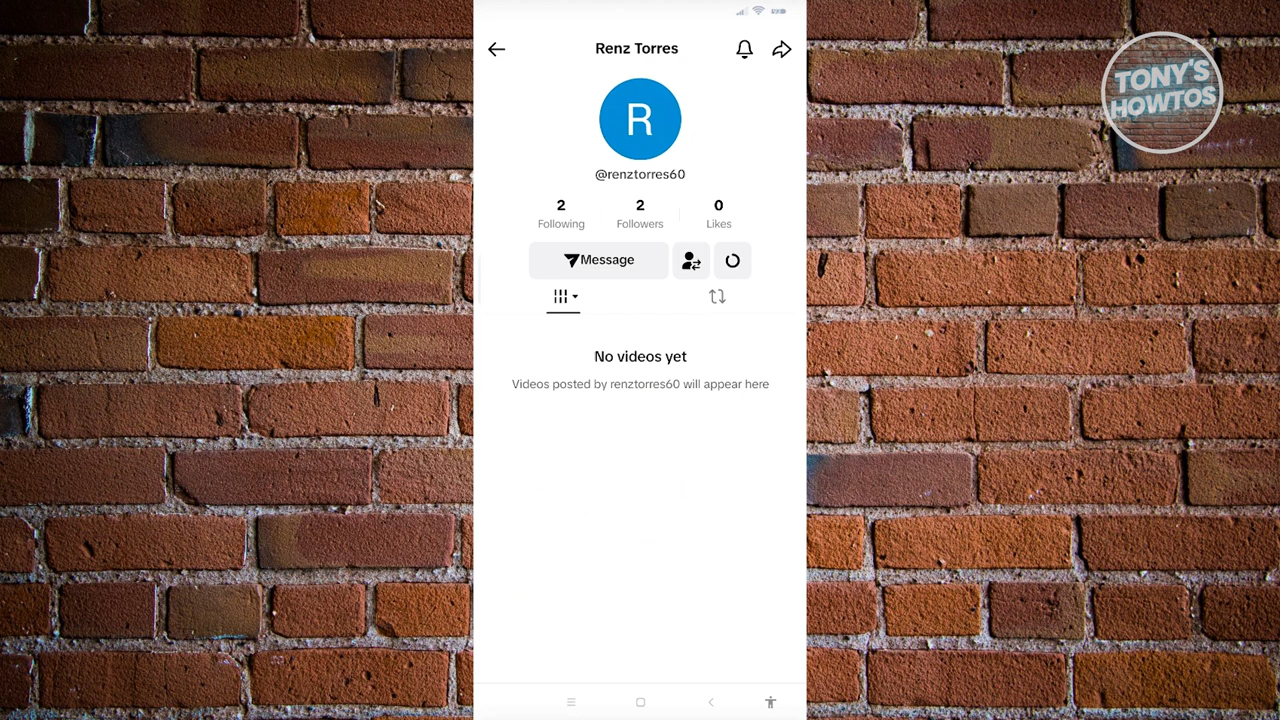 Renz Torres
TONY'S
HOWTOS
R
@renztorres60
2 2 0
Following Followers Likes
Message
No videos yet
Videos posted by renztorres60 will appear here